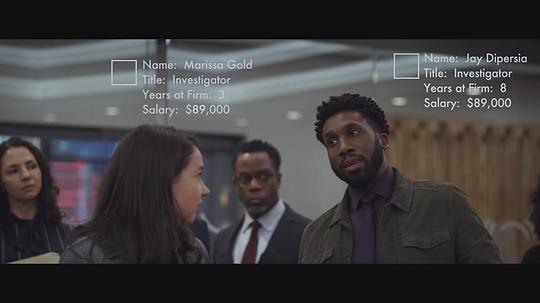 Name: Marissa Gold
Title: Investigator
Years at Firm: 3
Salary: $89,000
Name: Jay Dipersia
Title: Investigator
Years at Firm: 8
Salary: $89,000